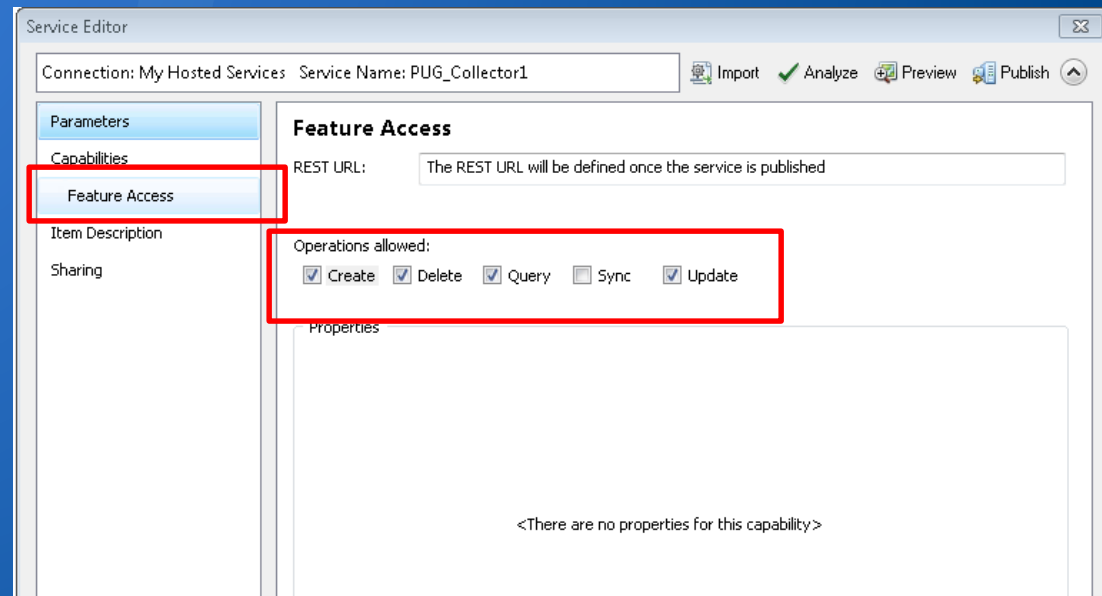 Service Editor
Connection: My Hosted Services Service Name: PUG_Collector1
Import Analyze Preview Publish
Parameters
Capabilities
Feature Access
Item Description
Sharing
Feature Access
REST URL: The REST URL will be defined once the service is published
Operations allowed:
Create Delete Query Sync Update
Properties
<There are no properties for this capability>